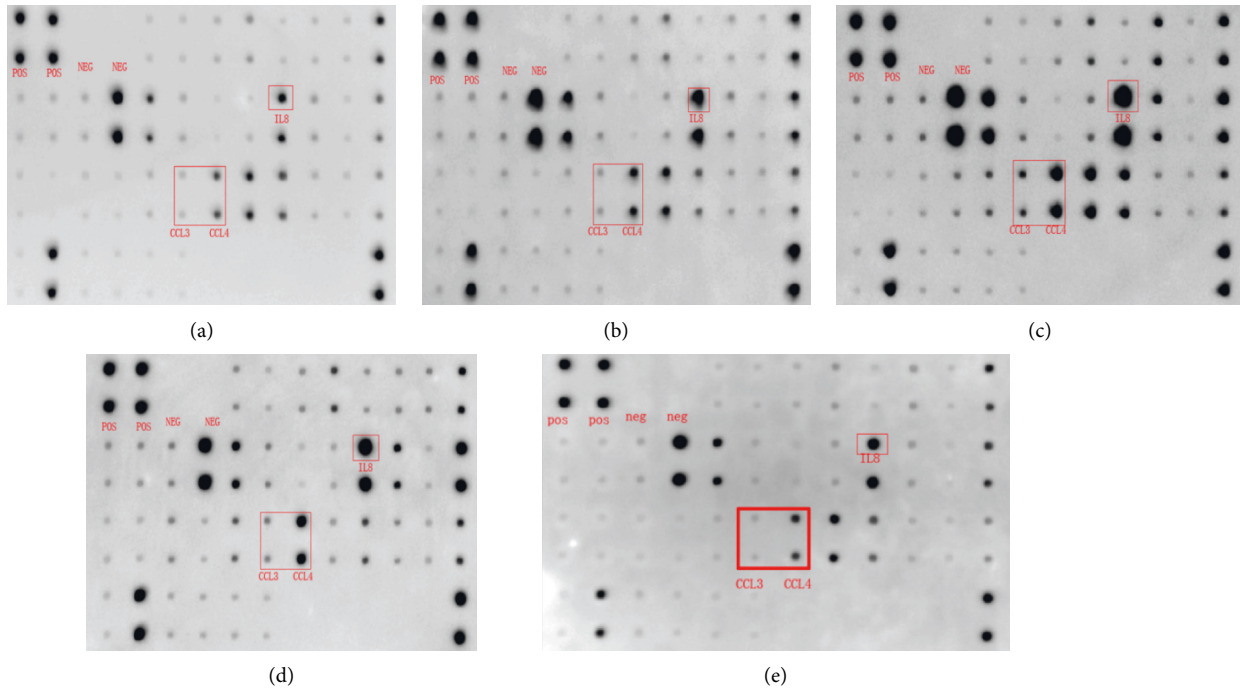 POS POS NEG NEG
IL8
CCL3 CCL4
(a)
POS POS NEG NEG
IL8
CCL3 CCL4
(b)
POS POS NEG NEG
IL8
CCL3 CCL4
(c)
POS POS NEG NEG
IL8
CCL3 CCL4
(d)
pos pos neg neg
IL8
CCL3 CCL4
(e)